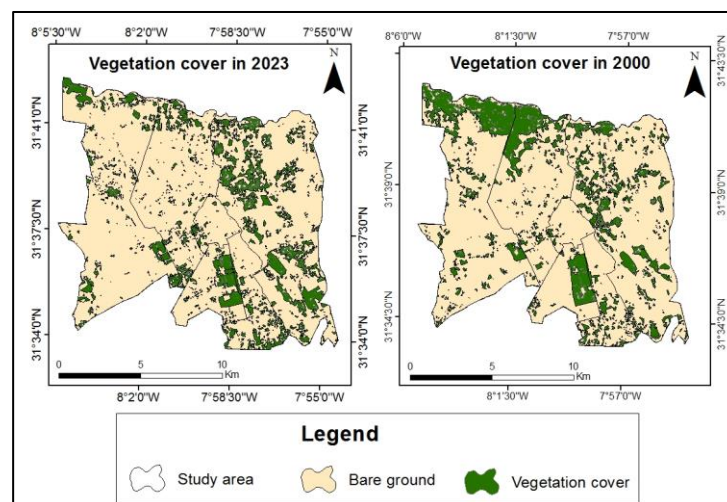 8°5'30"W 8°2'0"W 7°58'30"W 7°55'0"W
Vegetation cover in 2023
N
31°41'0"N
31°37'30"N
31°34'0"N
31°41'0"N
31°37'30"N
31°34'0"N
0 5 10
Km
8°2'0"W 7°58'30"W 7°55'0"W
8°6'0"W 8°1'30"W 7°57'0"W
Vegetation cover in 2000
N
31°39'0"N
31°34'30"N
31°43'30"N
31°39'0"N
31°34'30"N
0 5 10
Km
8°1'30"W 7°57'0"W
Legend
Study area Bare ground Vegetation cover